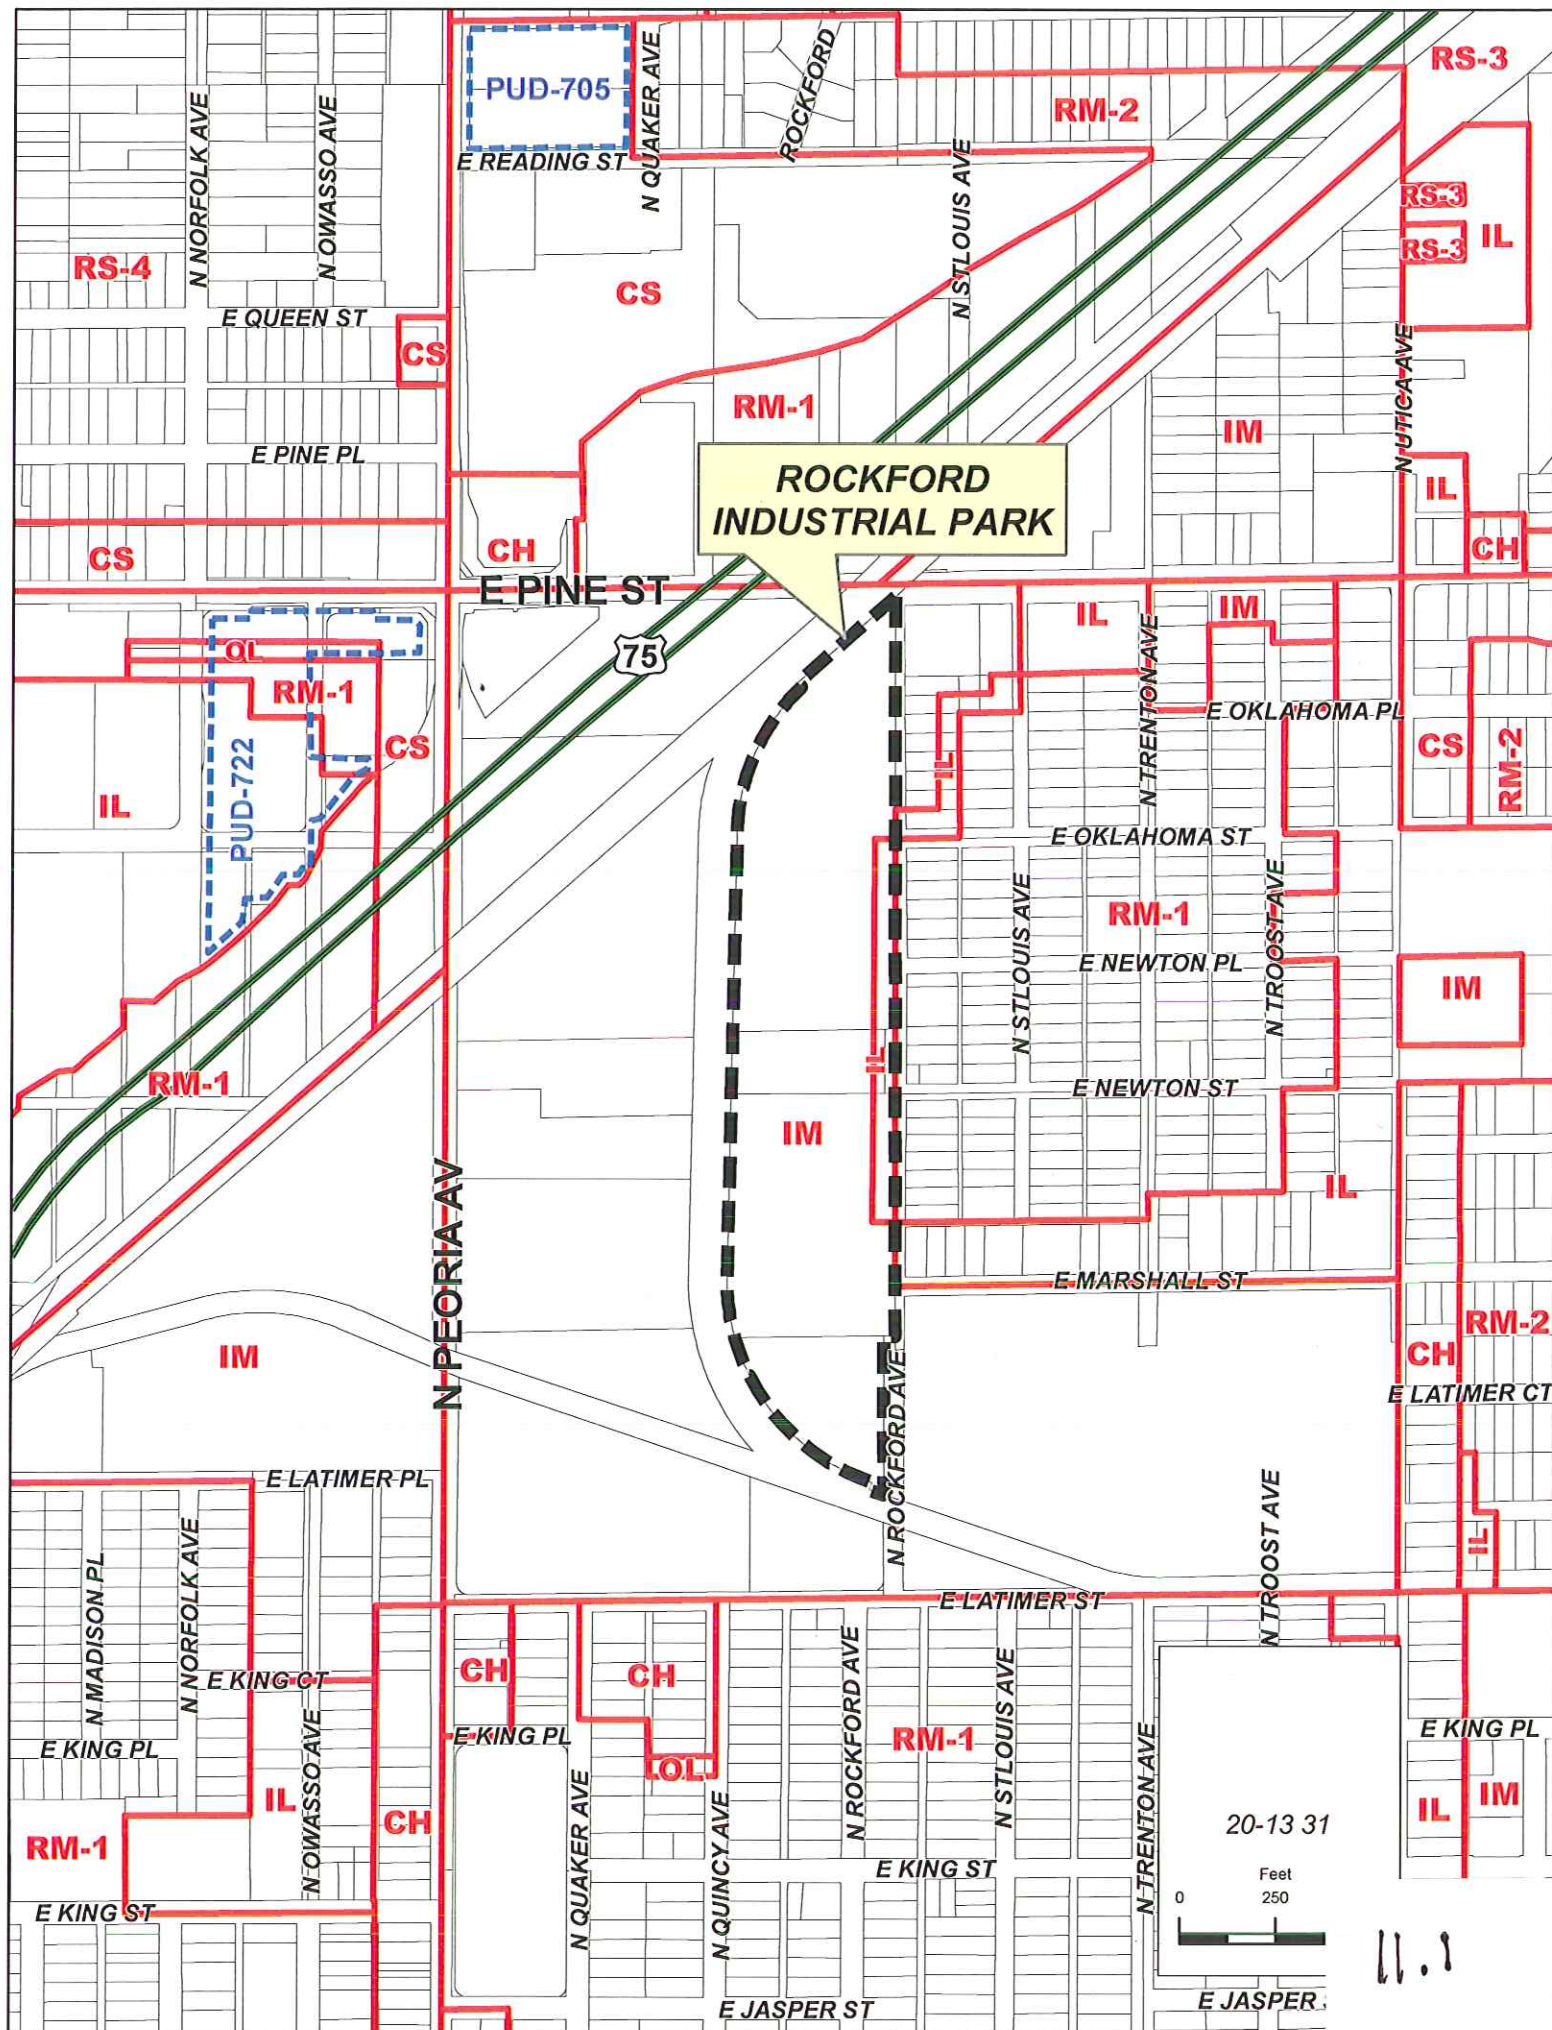 RS-3
PUD-705
N QUAKER AVE
ROCKFORD
RM-2
N NORFOLK AVE
N OWASSO AVE
E READING ST
N STLOUIS AVE
RS-3
RS-3
IL
RS-4
CS
E QUEEN ST
CS
N UTICA AVE
RM-1
IM
E PINE PL
ROCKFORD
INDUSTRIAL PARK
IL
CS
CH
CH
E PINE ST
IL
IM
75
OL
RM-1
N TRENTON AVE
E OKLAHOMA PL
CS
CS
RM-2
IL
PUD-722
IL
E OKLAHOMA ST
N STLOUIS AVE
RM-1
N TROOST AVE
E NEWTON PL
IM
IL
RM-1
E NEWTON ST
IM
IL
N PEORIA AV
E MARSHALL ST
IM
RM-2
CH
N ROCKFORD AVE
E LATIMER CT
E LATIMER PL
N TROOST AVE
IL
N MADISON PL
N NORFOLK AVE
E LATIMER ST
E KING CT
CH
CH
N ROCKFORD AVE
N STLOUIS AVE
E KING PL
E KING PL
RM-1
E KING PL
N OWASSO AVE
OL
N TRENTON AVE
IL
CH
N QUAKER AVE
N QUINCY AVE
IL
IM
RM-1
20-13 31
E KING ST
Feet
0 250
E KING ST
11.1
E JASPER ST
E JASPER